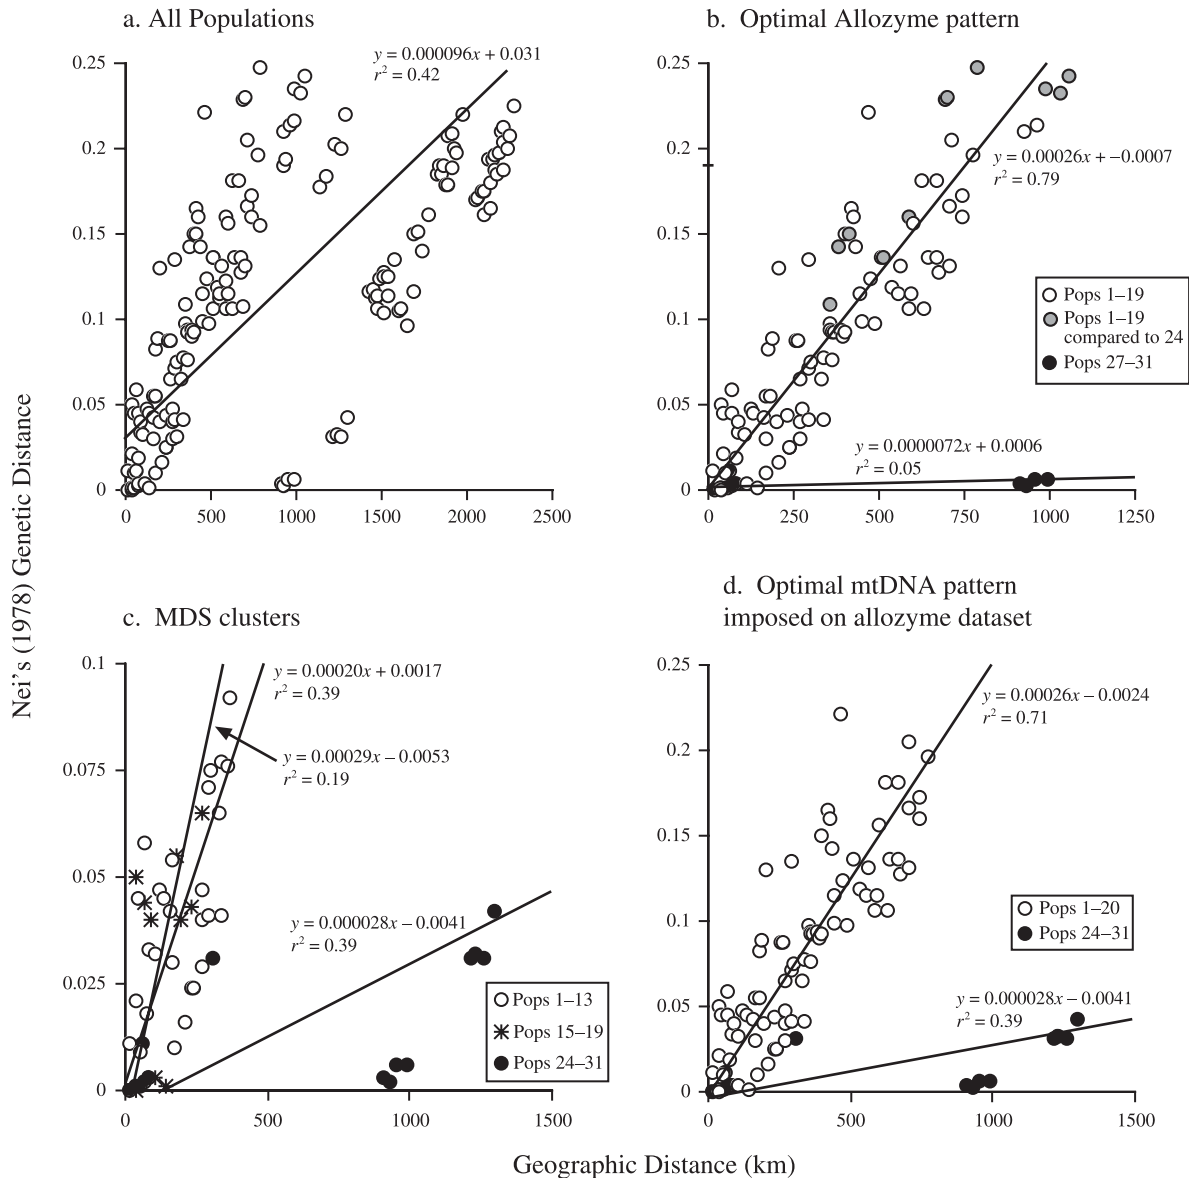 a. All Populations
y = 0.000096x + 0.031
r² = 0.42
0.25
0.2
0.15
0.1
0.05
0
0 500 1000 1500 2000 2500
b. Optimal Allozyme pattern
0.25
0.2
0.15
0.1
0.05
0
y = 0.00026x + –0.0007
r² = 0.79
Pops 1–19
Pops 1–19
compared to 24
Pops 27–31
y = 0.0000072x + 0.0006
r² = 0.05
0 250 500 750 1000 1250
Nei's (1978) Genetic Distance
c. MDS clusters
0.1
0.075
0.05
0.025
0
y = 0.00020x + 0.0017
r² = 0.39
y = 0.00029x – 0.0053
r² = 0.19
y = 0.000028x – 0.0041
r² = 0.39
Pops 1–13
Pops 15–19
Pops 24–31
0 500 1000 1500
d. Optimal mtDNA pattern
imposed on allozyme dataset
0.25
0.2
0.15
0.1
0.05
0
y = 0.00026x – 0.0024
r² = 0.71
Pops 1–20
Pops 24–31
y = 0.000028x – 0.0041
r² = 0.39
0 500 1000 1500
Geographic Distance (km)